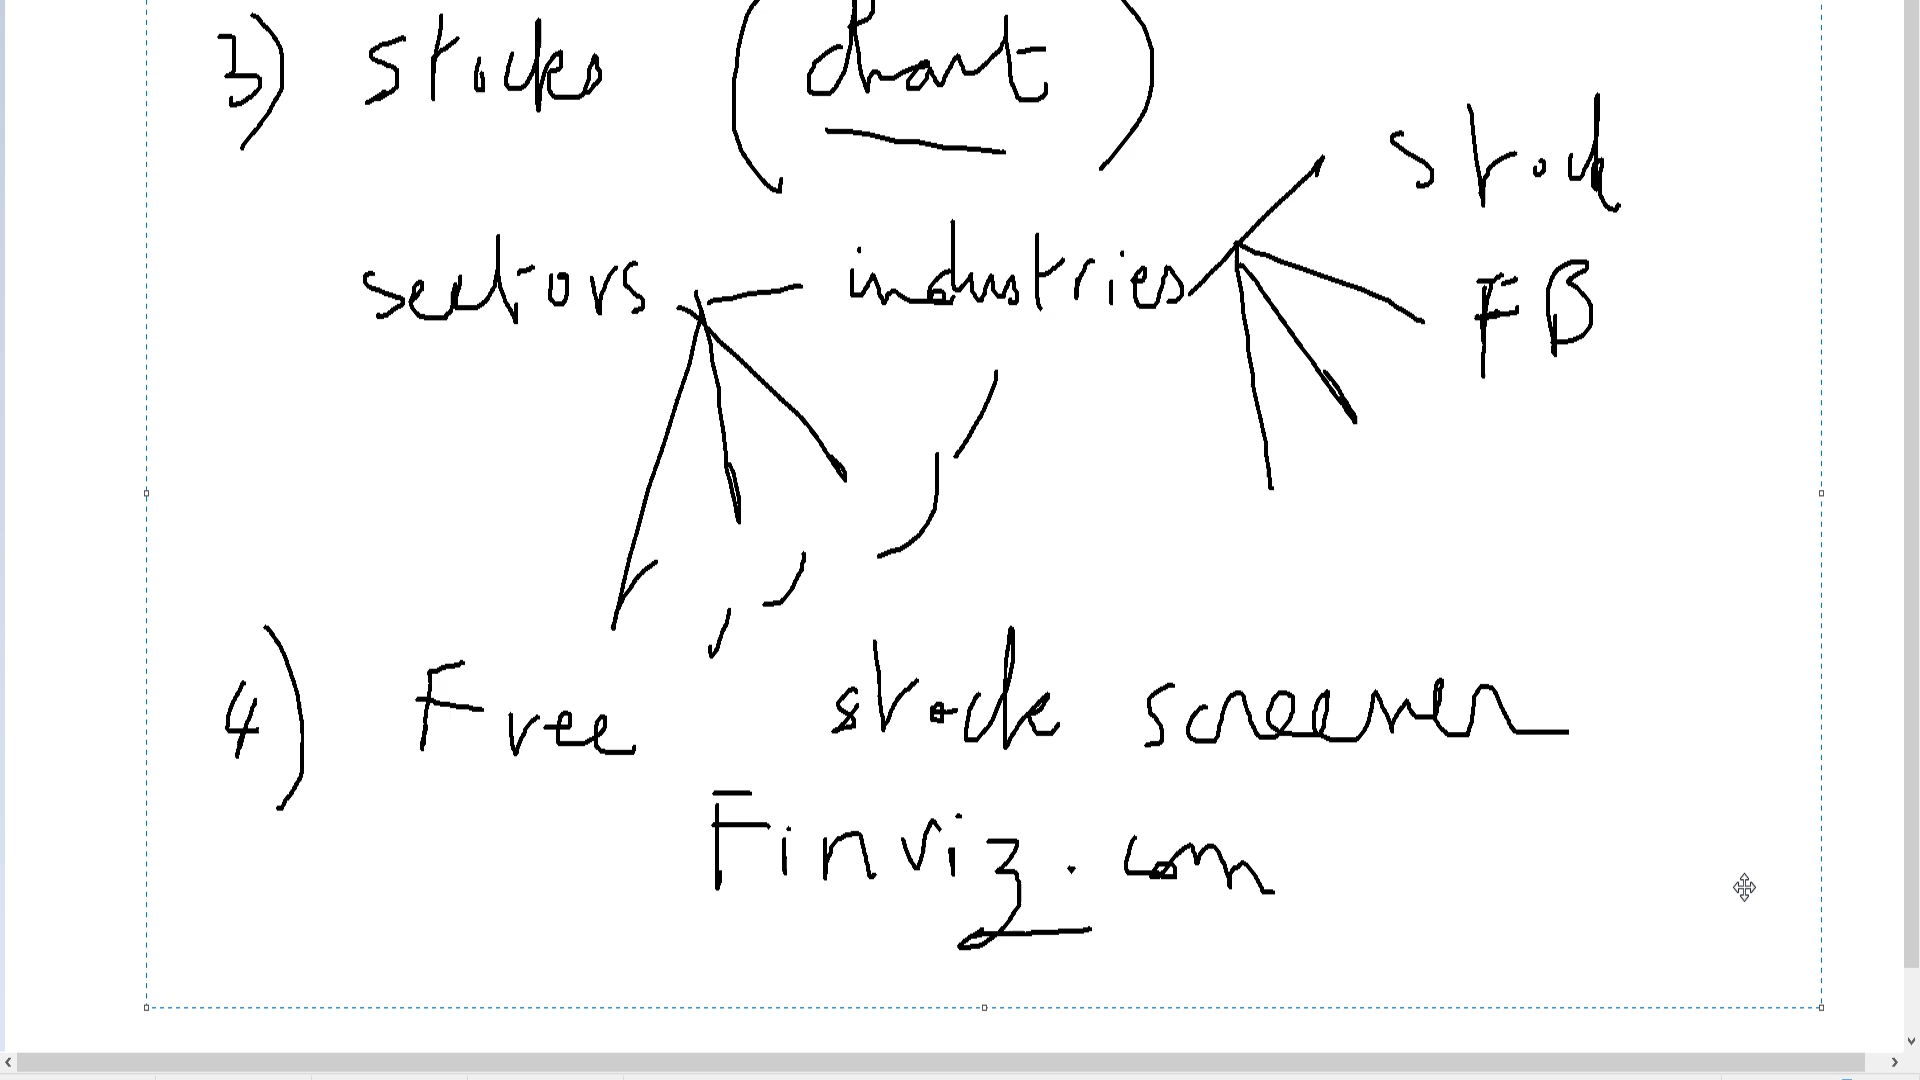 3) stocks (chart)
stock
sectors industries FB
4) Free stock screener
Finviz.com